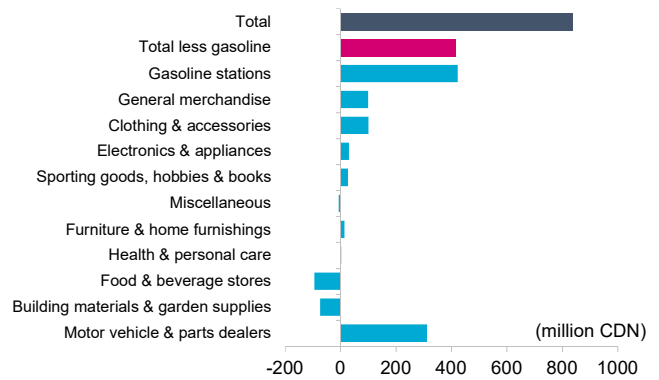 Total
Total less gasoline
Gasoline stations
General merchandise
Clothing & accessories
Electronics & appliances
Sporting goods, hobbies & books
Miscellaneous
Furniture & home furnishings
Health & personal care
Food & beverage stores
Building materials & garden supplies
Motor vehicle & parts dealers
(million CDN)
-200 0 200 400 600 800 1000